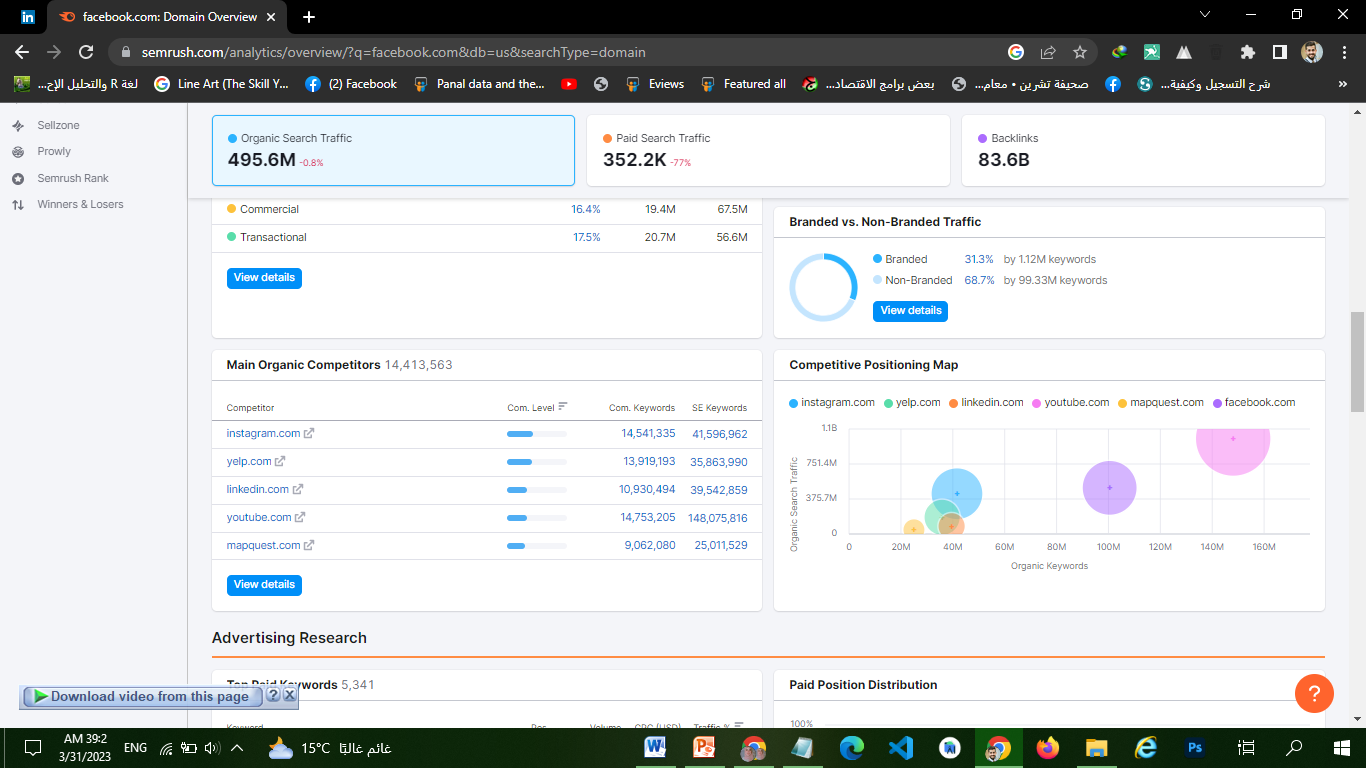 facebook.com: Domain Overview
semrush.com/analytics/overview/?q=facebook.com&db=us&searchType=domain
لغة R والتحليل الإح...
Line Art (The Skill Y...
(2) Facebook
Panal data and the...
Eviews
Featured all
بعض برامج الاقتصاد...
صحيفة تشرين • معام...
شرح التسجيل وكيفية...
»
Sellzone
Prowly
Semrush Rank
Winners & Losers
Organic Search Traffic
495.6M -0.8%
Paid Search Traffic
352.2K -77%
Backlinks
83.6B
Commercial 16.4% 19.4M 67.5M
Transactional 17.5% 20.7M 56.6M
View details
Branded vs. Non-Branded Traffic
Branded 31.3% by 1.12M keywords
Non-Branded 68.7% by 99.33M keywords
View details
Main Organic Competitors 14,413,563
Competitor Com. Level Com. Keywords SE Keywords
instagram.com 14,541,335 41,596,962
yelp.com 13,919,193 35,863,990
linkedin.com 10,930,494 39,542,859
youtube.com 14,753,205 148,075,816
mapquest.com 9,062,080 25,011,529
View details
Competitive Positioning Map
instagram.com yelp.com linkedin.com youtube.com mapquest.com facebook.com
Organic Search Traffic
1.1B
751.4M
375.7M
0
0 20M 40M 60M 80M 100M 120M 140M 160M
Organic Keywords
Advertising Research
Top Paid Keywords 5,341
Keyword Pos. Volume CPC (USD) Traffic %
Paid Position Distribution
100%
Download video from this page ?
?
AM 39:2
3/31/2023
ENG
15°C غائم غالبًا